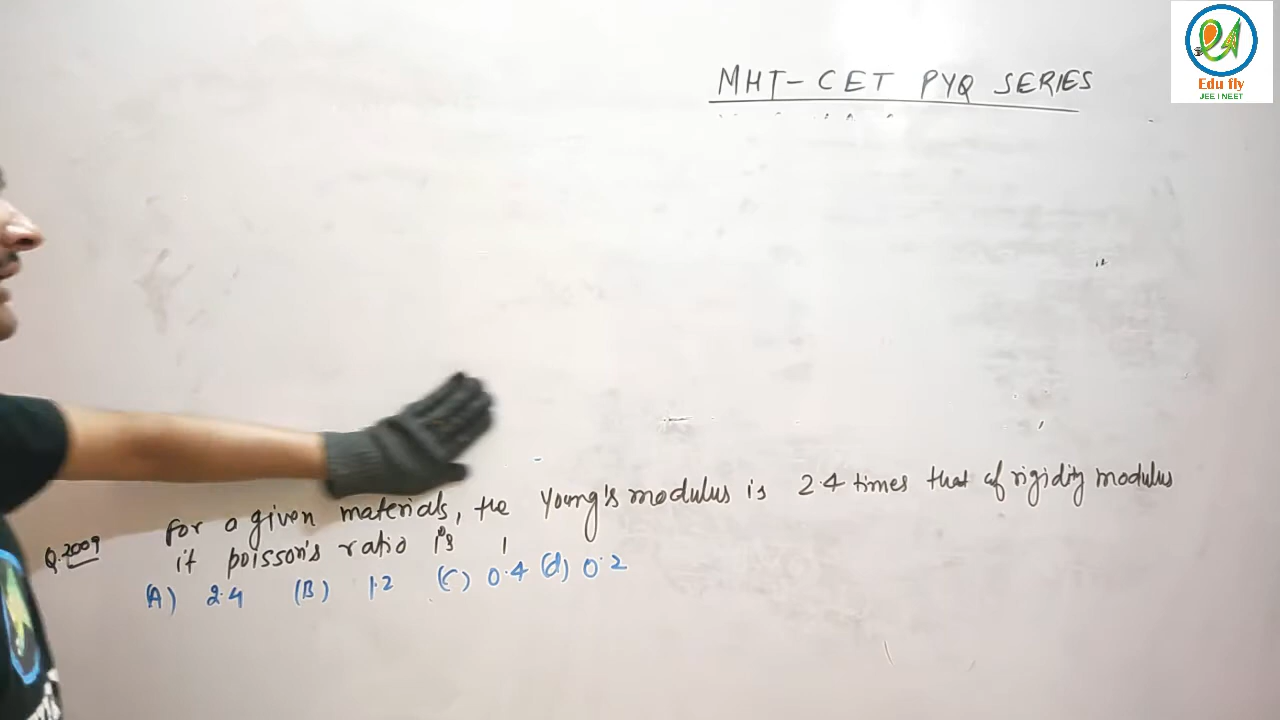 Edu fly
JEE I NEET
MHT-CET PYQ SERIES
Q.2009 For a given materials, the Young's modulus is 2.4 times that of rigidity modulus
it poisson's ratio is
(A) 2.4 (B) 1.2 (C) 0.4 (d) 0.2